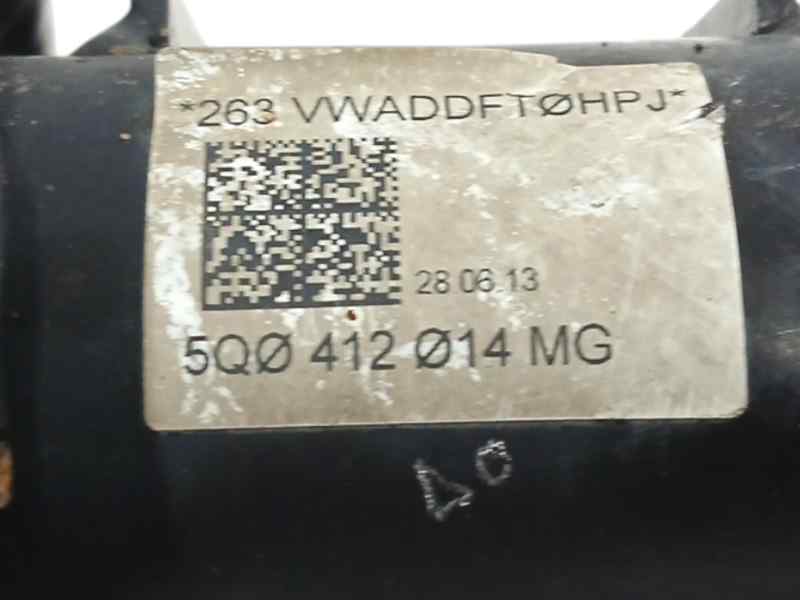 *263 VWADDFTØHPJ*
28 06.13
5QØ 412 Ø14 MG